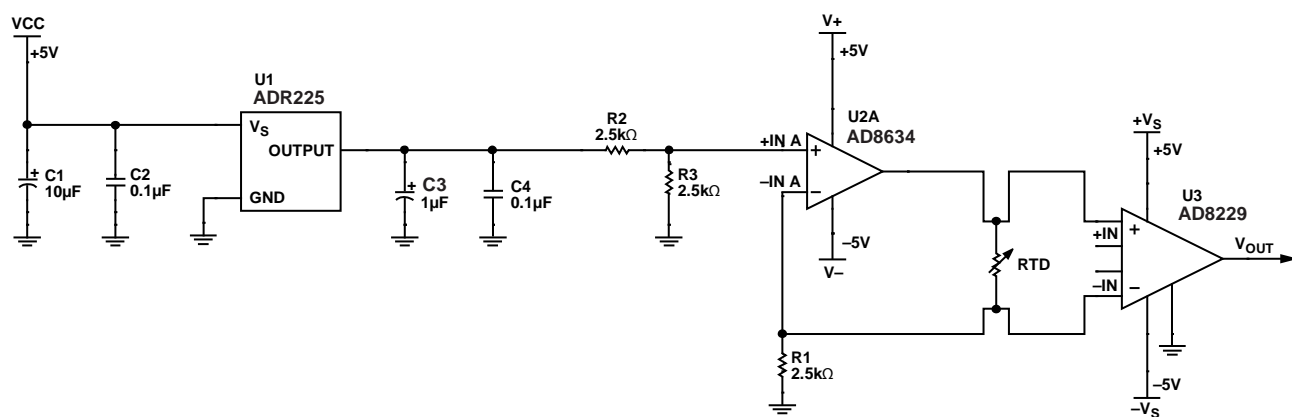 VCC
+5V
U1
ADR225
VS
OUTPUT
GND
C1
10µF
+
C2
0.1µF
+
C3
1µF
C4
0.1µF
R2
2.5kΩ
R3
2.5kΩ
V+
+5V
U2A
AD8634
+IN A
+
–IN A
–
–5V
V–
R1
2.5kΩ
RTD
+VS
+5V
U3
AD8229
+
+IN
–IN
–
VOUT
–5V
–VS